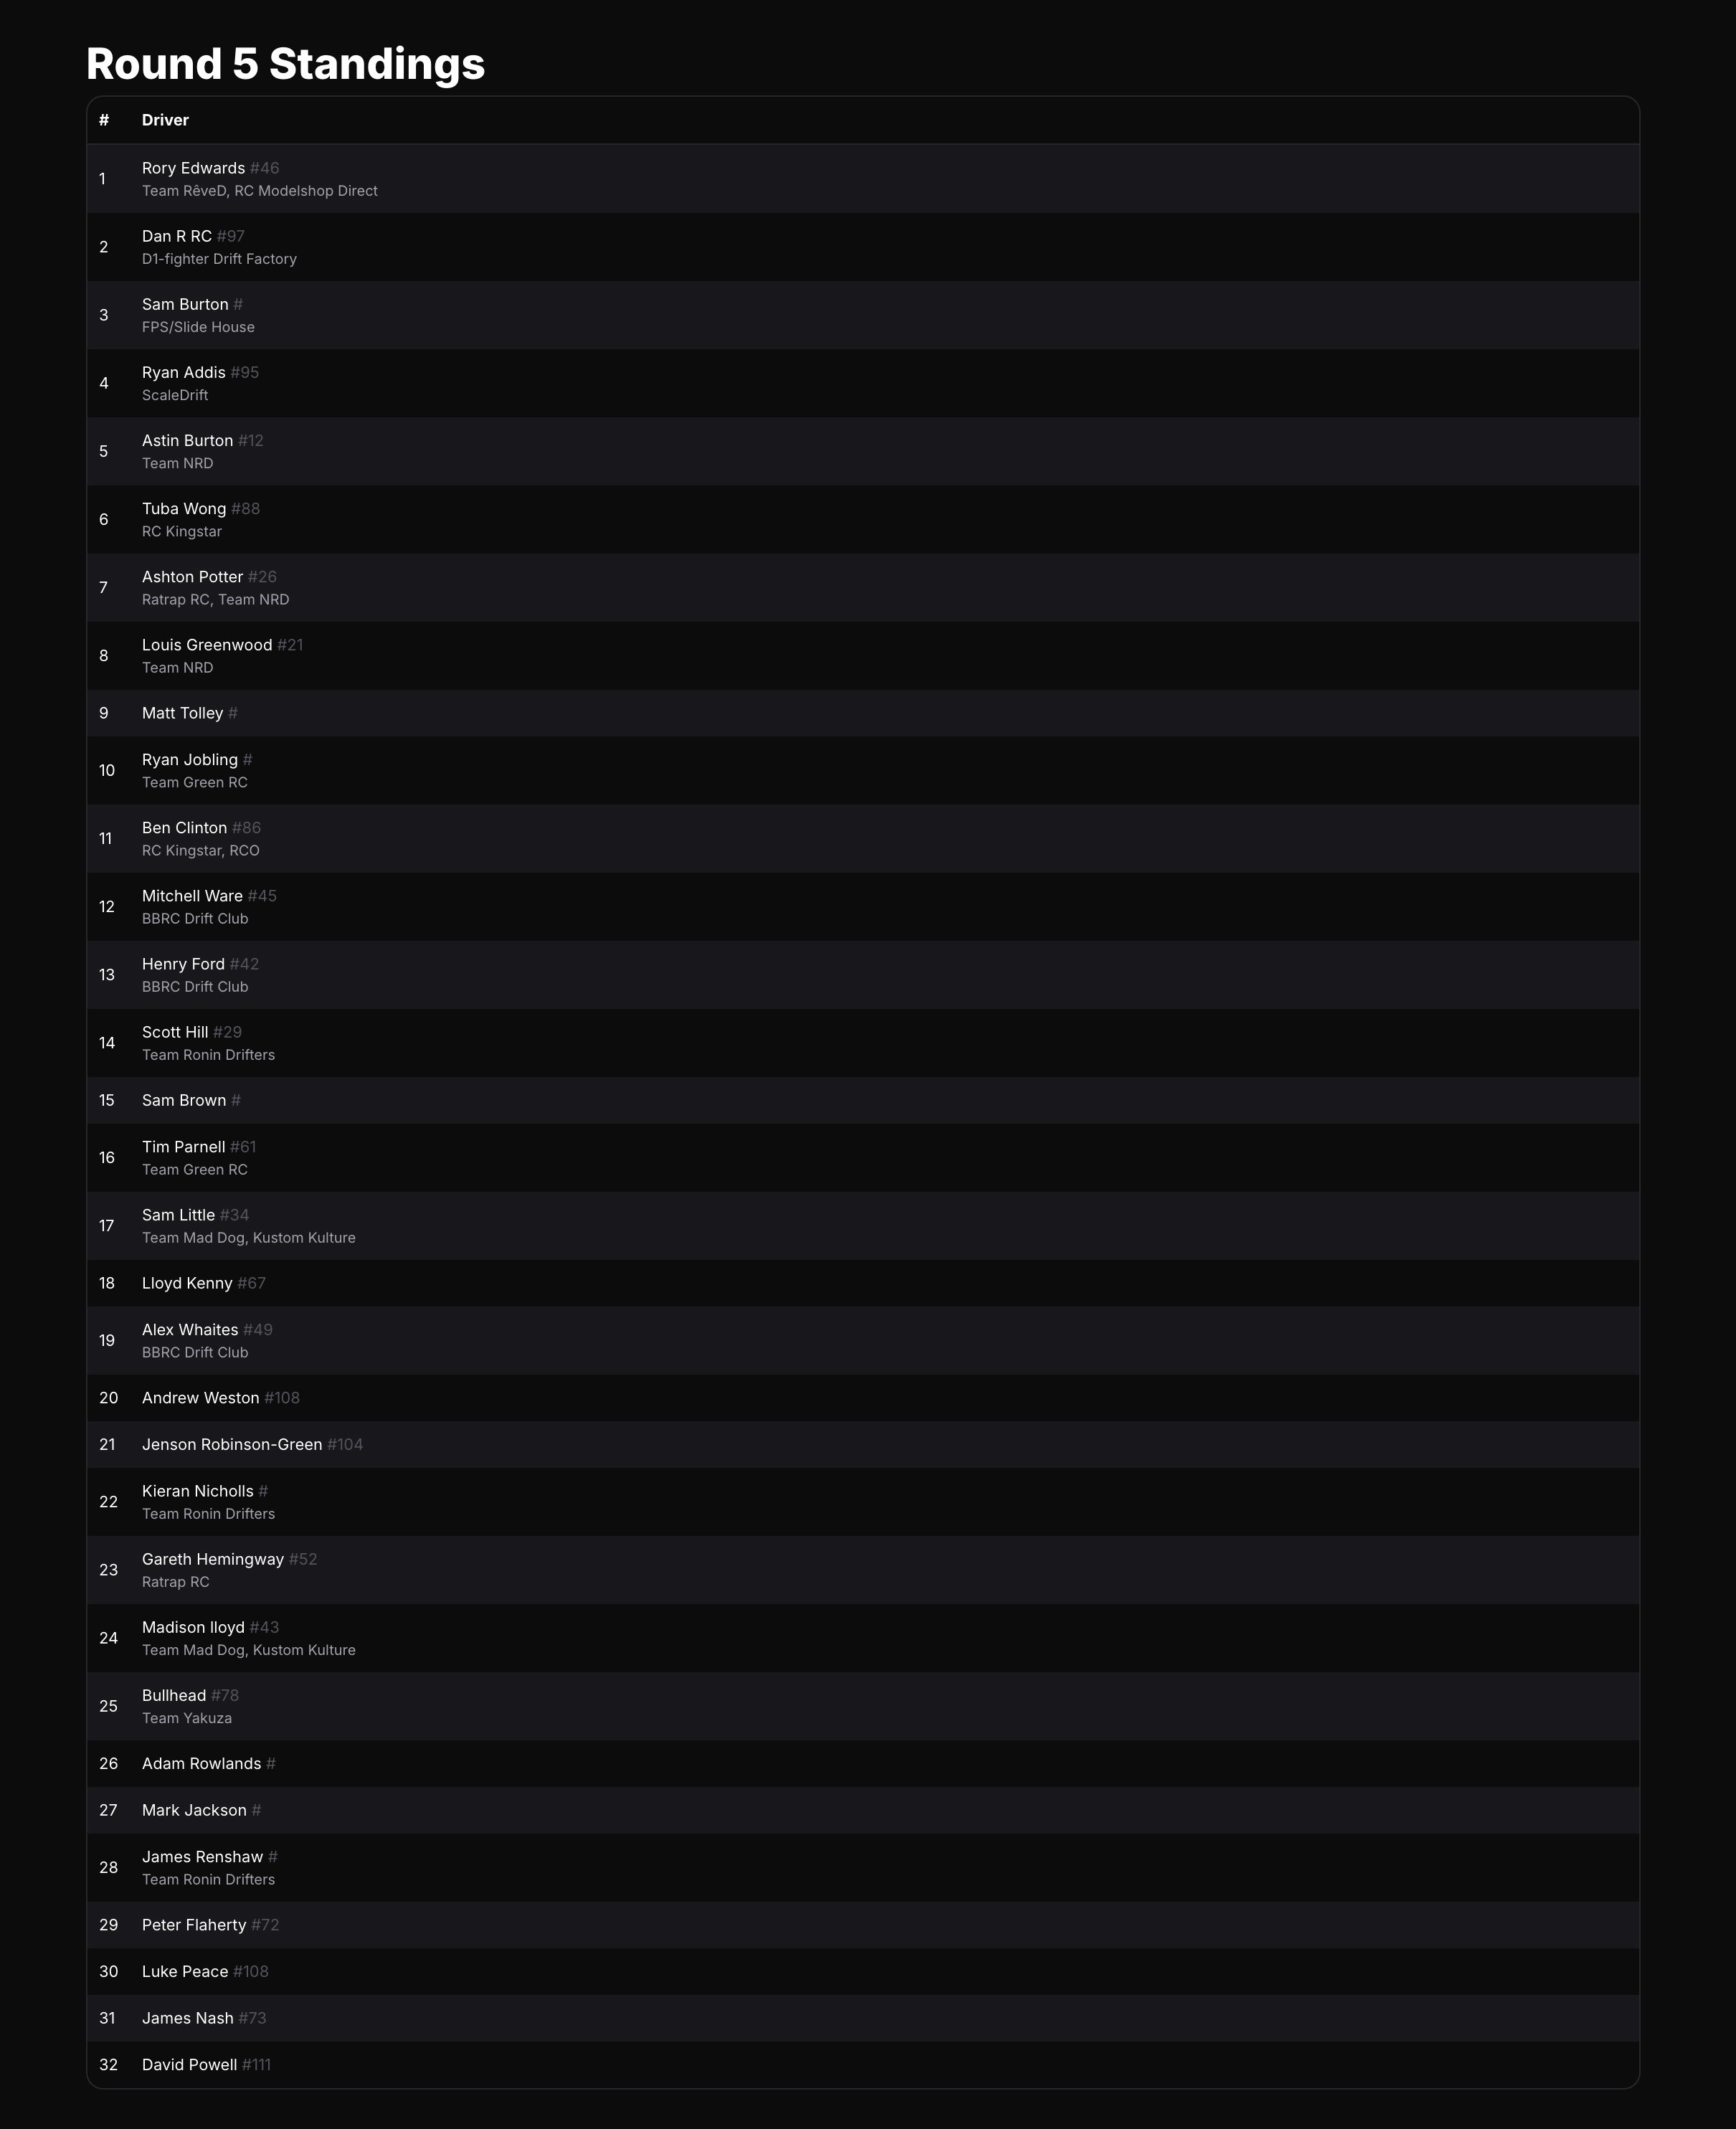 Round 5 Standings
# Driver
1 Rory Edwards #46
Team RêveD, RC Modelshop Direct
2 Dan R RC #97
D1-fighter Drift Factory
3 Sam Burton #
FPS/Slide House
4 Ryan Addis #95
ScaleDrift
5 Astin Burton #12
Team NRD
6 Tuba Wong #88
RC Kingstar
7 Ashton Potter #26
Ratrap RC, Team NRD
8 Louis Greenwood #21
Team NRD
9 Matt Tolley #
10 Ryan Jobling #
Team Green RC
11 Ben Clinton #86
RC Kingstar, RCO
12 Mitchell Ware #45
BBRC Drift Club
13 Henry Ford #42
BBRC Drift Club
14 Scott Hill #29
Team Ronin Drifters
15 Sam Brown #
16 Tim Parnell #61
Team Green RC
17 Sam Little #34
Team Mad Dog, Kustom Kulture
18 Lloyd Kenny #67
19 Alex Whaites #49
BBRC Drift Club
20 Andrew Weston #108
21 Jenson Robinson-Green #104
22 Kieran Nicholls #
Team Ronin Drifters
23 Gareth Hemingway #52
Ratrap RC
24 Madison lloyd #43
Team Mad Dog, Kustom Kulture
25 Bullhead #78
Team Yakuza
26 Adam Rowlands #
27 Mark Jackson #
28 James Renshaw #
Team Ronin Drifters
29 Peter Flaherty #72
30 Luke Peace #108
31 James Nash #73
32 David Powell #111